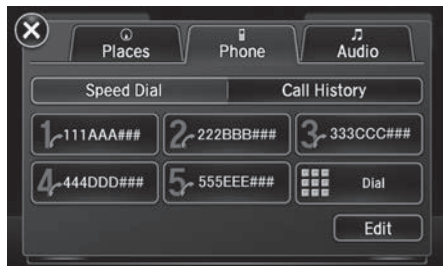 Places Phone Audio
Speed Dial Call History
1 111AAA### 2 222BBB### 3 333CCC###
4 444DDD### 5 555EEE### Dial
Edit